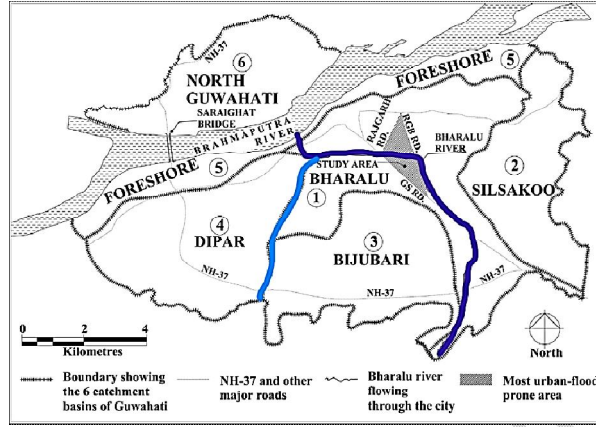 NH-37
6
NORTH
GUWAHATI
SARAIGHAT
BRIDGE
BRAHMAPUTRA
RIVER
FORESHORE
5
FORESHORE
5
RAJGARH
RD.
RGB RD.
BHARALU
RIVER
2
SILSAKOO
STUDY AREA
BHARALU
1
GS RD.
4
DIPAR
3
BIJUBARI
NH-37
NH-37
NH-37
0 2 4
Kilometres
North
Boundary showing
the 6 catchment
basins of Guwahati
NH-37 and other
major roads
Bharalu river
flowing
through the city
Most urban-flood
prone area